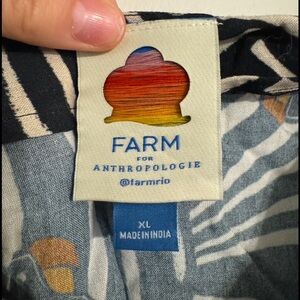 FARM
FOR
ANTHROPOLOGIE
@farmrio
XL
MADE IN INDIA